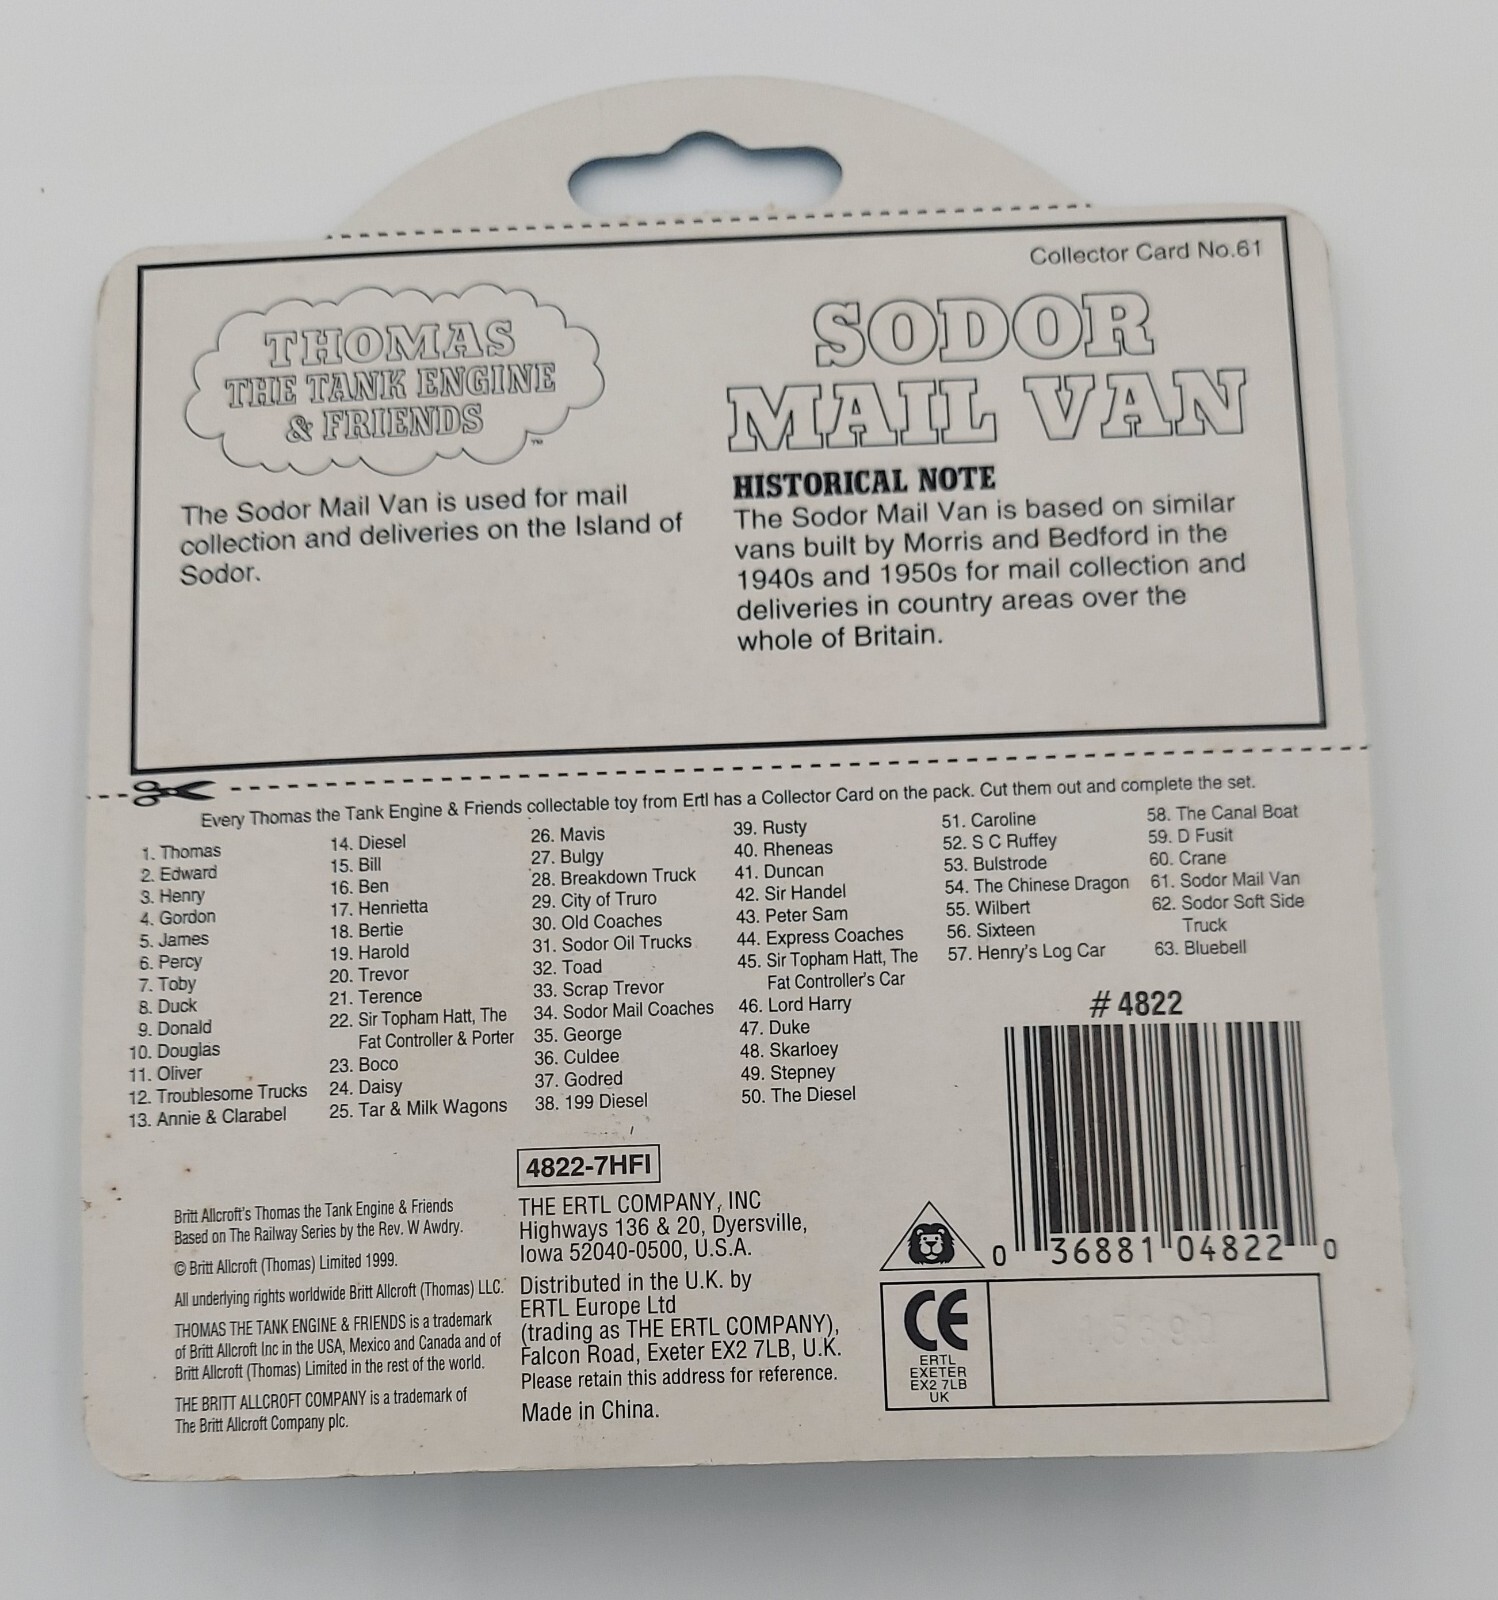 Collector Card No.61
THOMAS
THE TANK ENGINE
& FRIENDS
™
The Sodor Mail Van is used for mail
collection and deliveries on the Island of
Sodor.
SODOR
MAIL VAN
HISTORICAL NOTE
The Sodor Mail Van is based on similar
vans built by Morris and Bedford in the
1940s and 1950s for mail collection and
deliveries in country areas over the
whole of Britain.
Every Thomas the Tank Engine & Friends collectable toy from Ertl has a Collector Card on the pack. Cut them out and complete the set.
1. Thomas
2. Edward
3. Henry
4. Gordon
5. James
6. Percy
7. Toby
8. Duck
9. Donald
10. Douglas
11. Oliver
12. Troublesome Trucks
13. Annie & Clarabel
14. Diesel
15. Bill
16. Ben
17. Henrietta
18. Bertie
19. Harold
20. Trevor
21. Terence
22. Sir Topham Hatt, The
Fat Controller & Porter
23. Boco
24. Daisy
25. Tar & Milk Wagons
26. Mavis
27. Bulgy
28. Breakdown Truck
29. City of Truro
30. Old Coaches
31. Sodor Oil Trucks
32. Toad
33. Scrap Trevor
34. Sodor Mail Coaches
35. George
36. Culdee
37. Godred
38. 199 Diesel
39. Rusty
40. Rheneas
41. Duncan
42. Sir Handel
43. Peter Sam
44. Express Coaches
45. Sir Topham Hatt, The
Fat Controller's Car
46. Lord Harry
47. Duke
48. Skarloey
49. Stepney
50. The Diesel
51. Caroline
52. S C Ruffey
53. Bulstrode
54. The Chinese Dragon
55. Wilbert
56. Sixteen
57. Henry's Log Car
58. The Canal Boat
59. D Fusit
60. Crane
61. Sodor Mail Van
62. Sodor Soft Side
Truck
63. Bluebell
# 4822
0 36881 04822 0
Britt Allcroft's Thomas the Tank Engine & Friends
Based on The Railway Series by the Rev. W Awdry.
© Britt Allcroft (Thomas) Limited 1999.
All underlying rights worldwide Britt Allcroft (Thomas) LLC.
THOMAS THE TANK ENGINE & FRIENDS is a trademark
of Britt Allcroft Inc in the USA, Mexico and Canada and of
Britt Allcroft (Thomas) Limited in the rest of the world.
THE BRITT ALLCROFT COMPANY is a trademark of
The Britt Allcroft Company plc.
4822-7HFI
THE ERTL COMPANY, INC
Highways 136 & 20, Dyersville,
Iowa 52040-0500, U.S.A.
Distributed in the U.K. by
ERTL Europe Ltd
(trading as THE ERTL COMPANY),
Falcon Road, Exeter EX2 7LB, U.K.
Please retain this address for reference.
Made in China.
CE
ERTL
EXETER
EX2 7LB
UK